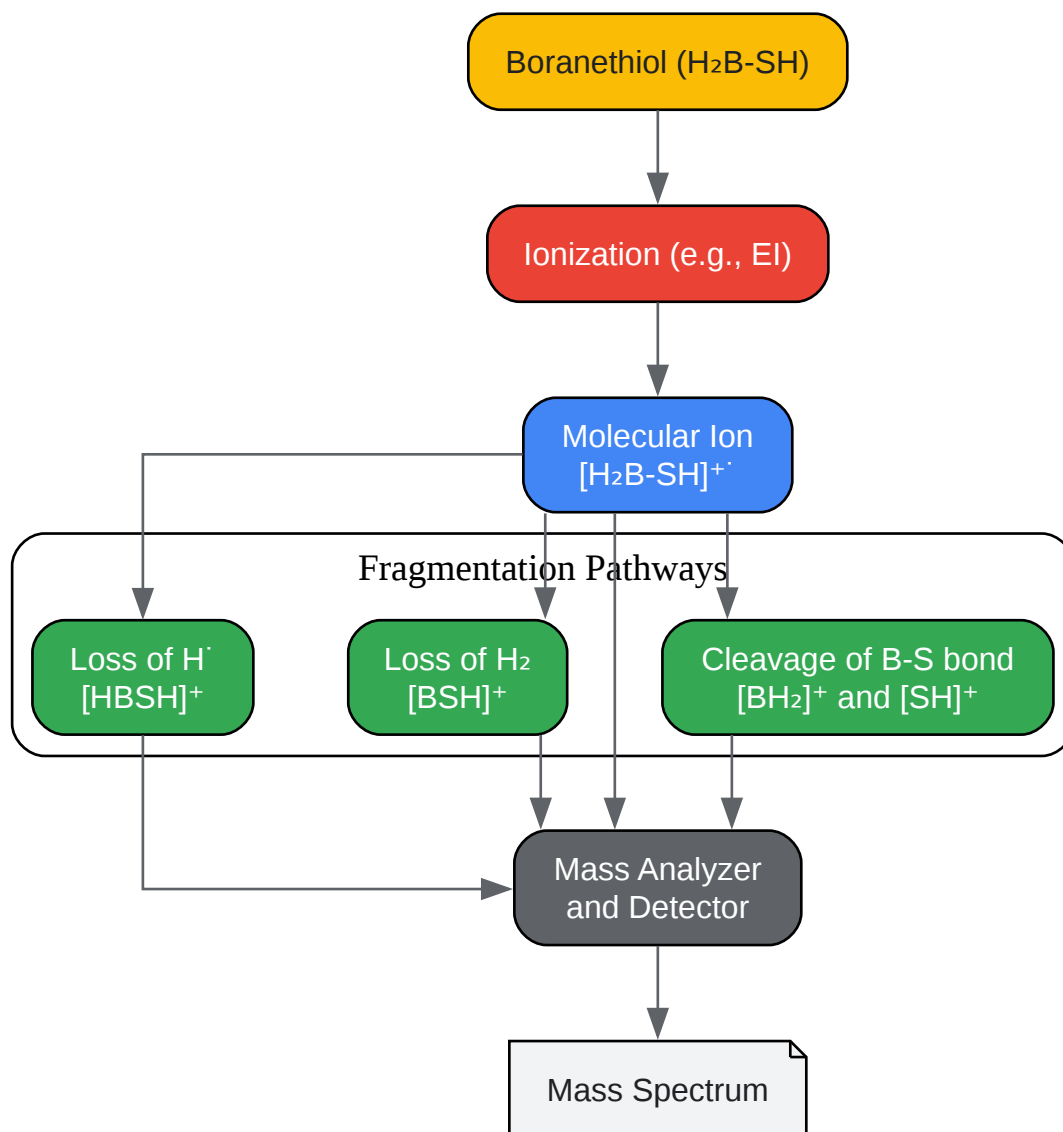 Boranethiol (H₂B-SH)
Ionization (e.g., EI)
Molecular Ion
[H₂B-SH]⁺˙
Fragmentation Pathways
Loss of H˙
[HBSH]⁺
Loss of H₂
[BSH]⁺
Cleavage of B-S bond
[BH₂]⁺ and [SH]⁺
Mass Analyzer
and Detector
Mass Spectrum